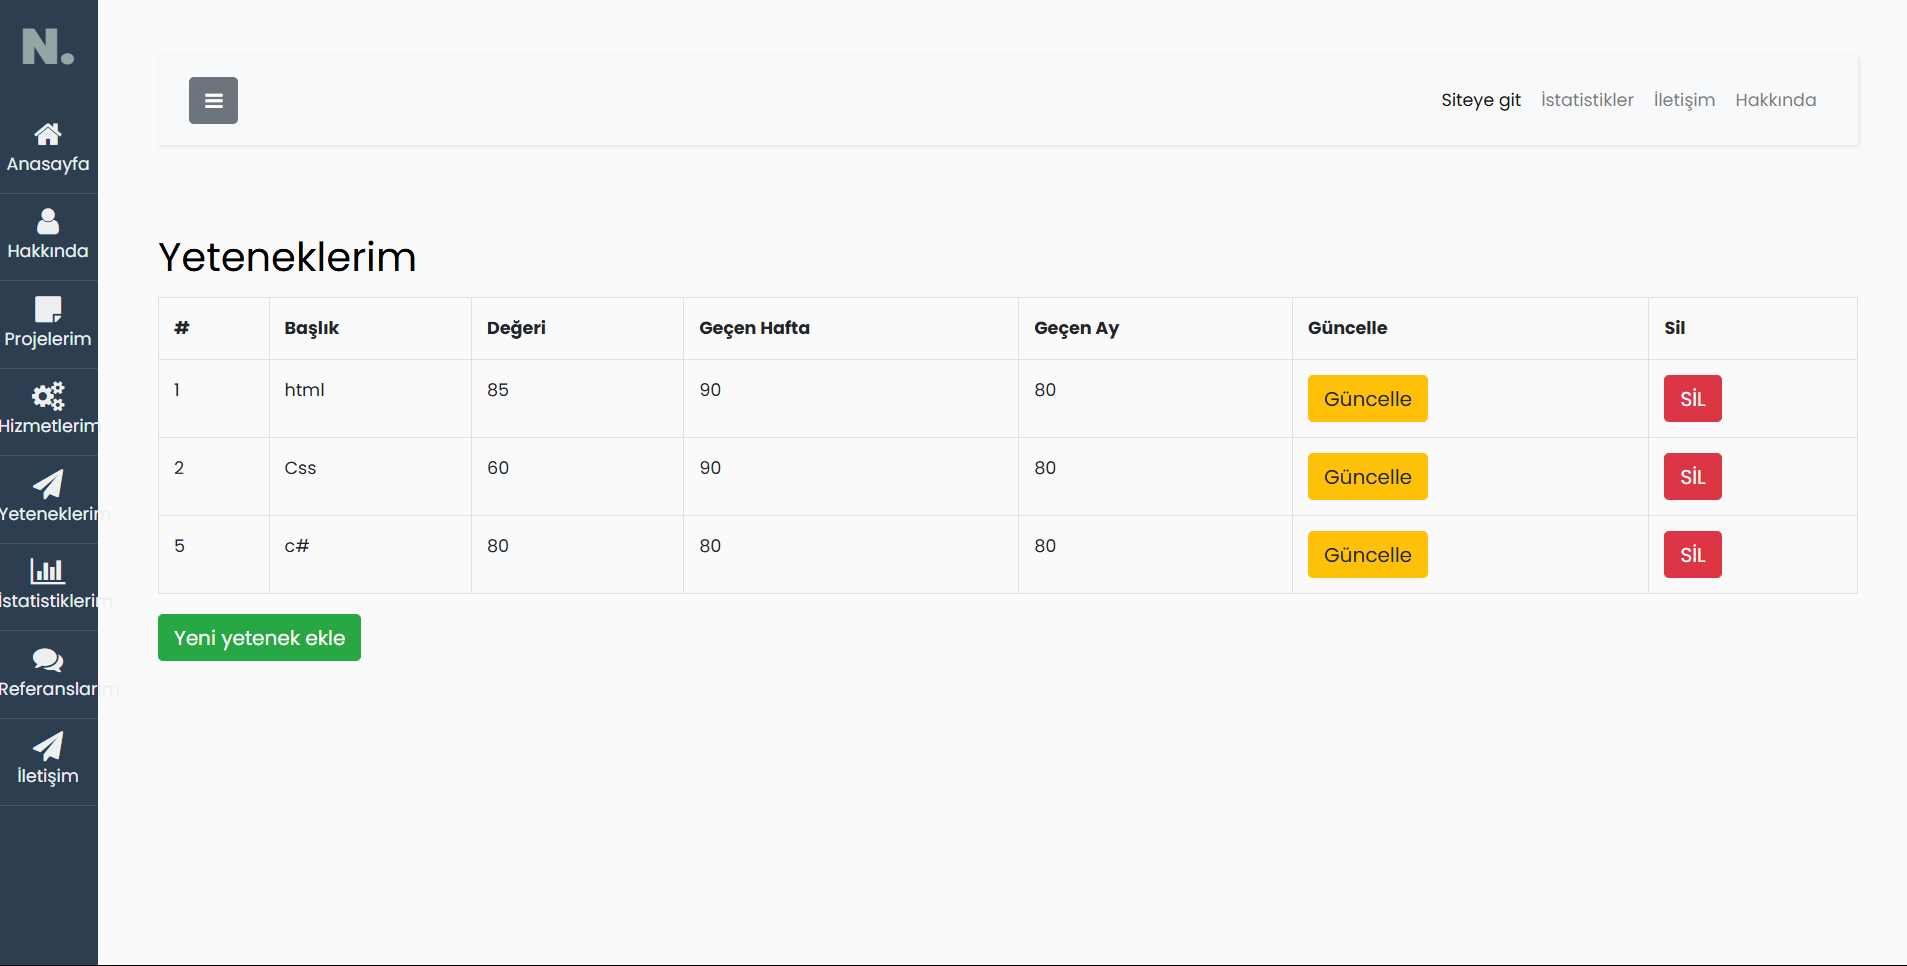 N.
Anasayfa
Hakkında
Projelerim
Hizmetlerim
Yeteneklerim
İstatistiklerim
Referanslarım
İletişim
Siteye git İstatistikler İletişim Hakkında
Yeteneklerim
# Başlık Değeri Geçen Hafta Geçen Ay Güncelle Sil
1 html 85 90 80 Güncelle SİL
2 Css 60 90 80 Güncelle SİL
5 c# 80 80 80 Güncelle SİL
Yeni yetenek ekle